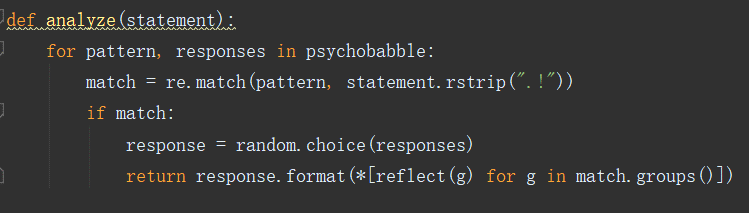 def analyze(statement):
    for pattern, responses in psychobabble:
        match = re.match(pattern, statement.rstrip(".!"))
        if match:
            response = random.choice(responses)
            return response.format(*[reflect(g) for g in match.groups()])